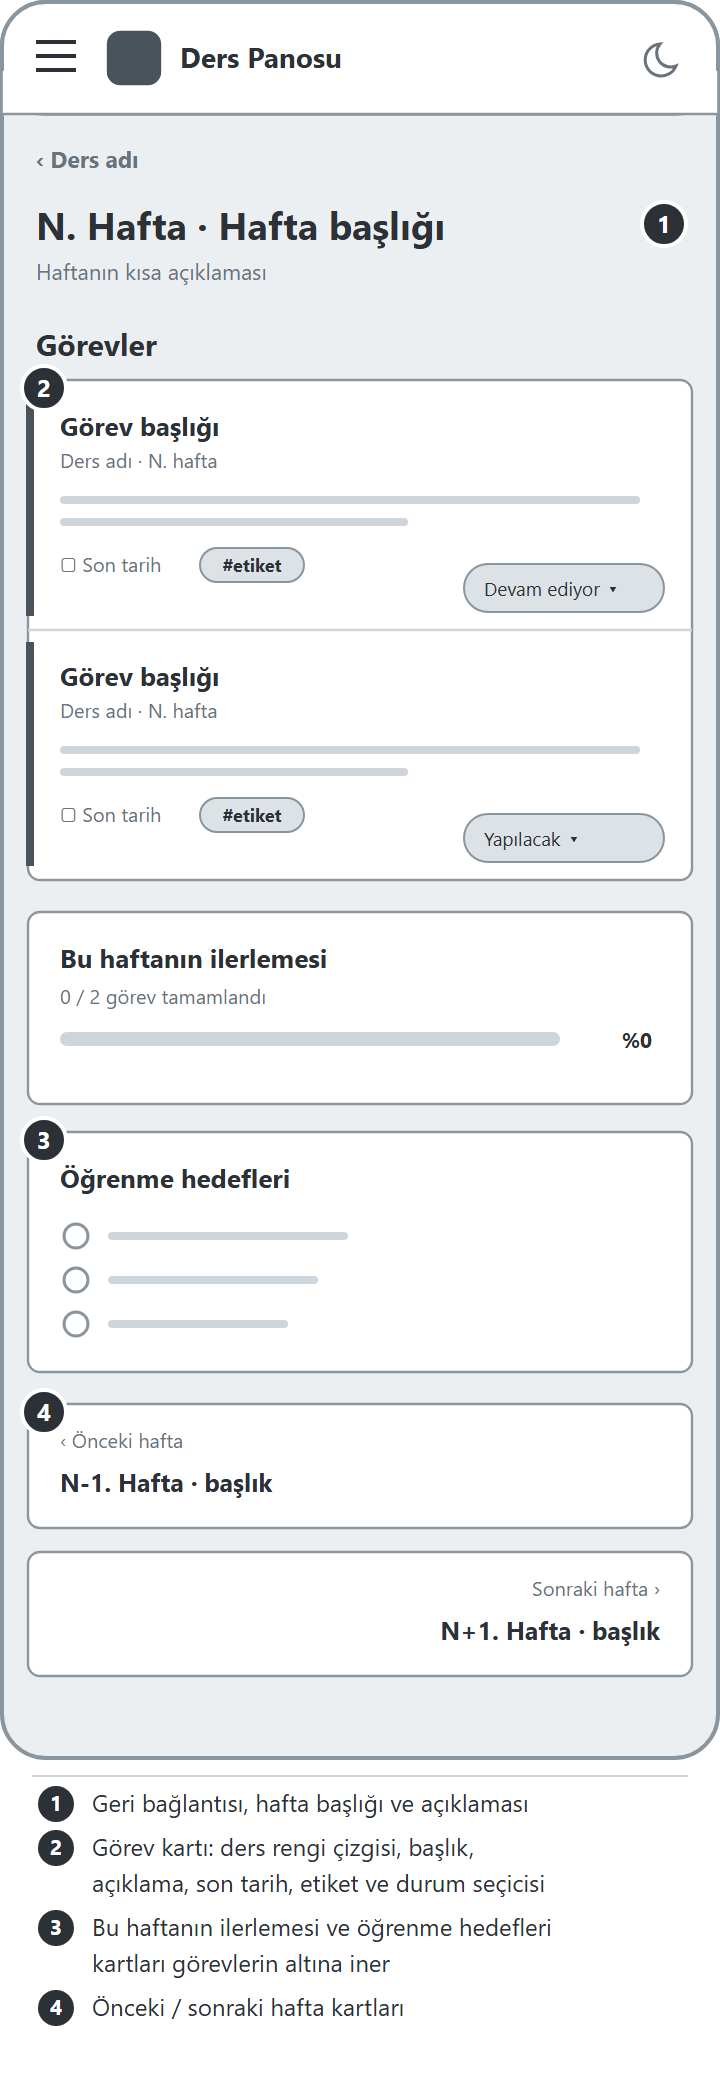 Ders Panosu
‹ Ders adı
N. Hafta · Hafta başlığı
1
Haftanın kısa açıklaması
Görevler
2
Görev başlığı
Ders adı · N. hafta
Son tarih
#etiket
Devam ediyor ▾
Görev başlığı
Ders adı · N. hafta
Son tarih
#etiket
Yapılacak ▾
Bu haftanın ilerlemesi
0 / 2 görev tamamlandı
%0
3
Öğrenme hedefleri
4
‹ Önceki hafta
N-1. Hafta · başlık
Sonraki hafta ›
N+1. Hafta · başlık
1 Geri bağlantısı, hafta başlığı ve açıklaması
2 Görev kartı: ders rengi çizgisi, başlık,
açıklama, son tarih, etiket ve durum seçicisi
3 Bu haftanın ilerlemesi ve öğrenme hedefleri
kartları görevlerin altına iner
4 Önceki / sonraki hafta kartları